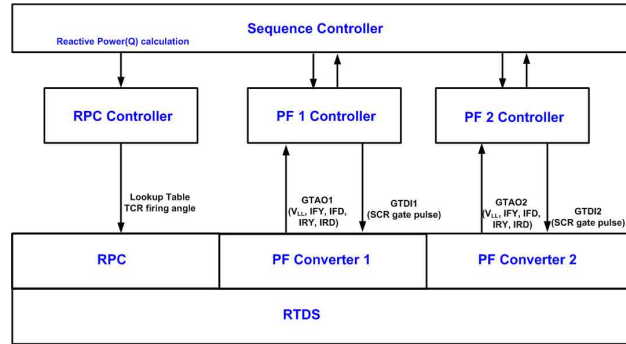 Sequence Controller
Reactive Power(Q) calculation
RPC Controller
PF 1 Controller
PF 2 Controller
Lookup Table
TCR firing angle
GTAO1
(VLL, IFY, IFD,
IRY, IRD)
GTDI1
(SCR gate pulse)
GTAO2
(VLL, IFY, IFD,
IRY, IRD)
GTDI2
(SCR gate pulse)
RPC
PF Converter 1
PF Converter 2
RTDS